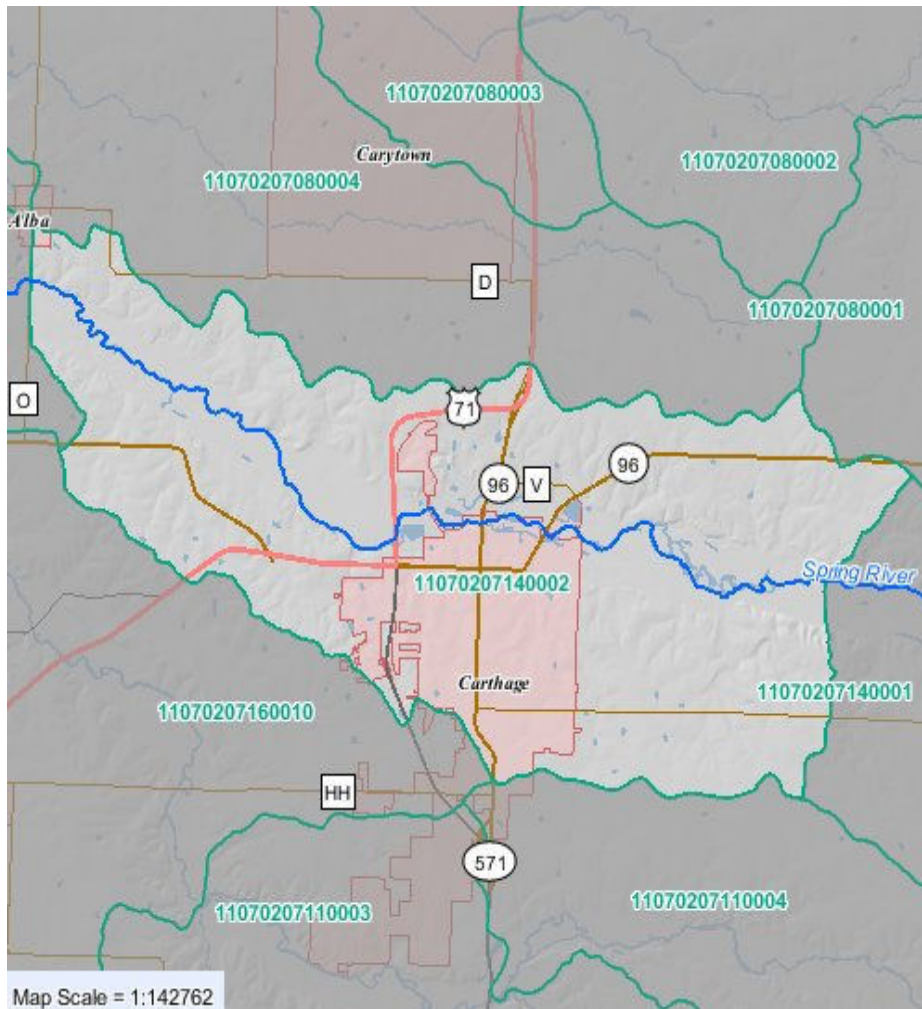 11070207080003
Carytown
11070207080002
11070207080004
Alba
D
11070207080001
O
71
96
96
V
Spring River
11070207140002
Carthage
11070207140001
11070207160010
HH
571
11070207110004
11070207110003
Map Scale = 1:142762